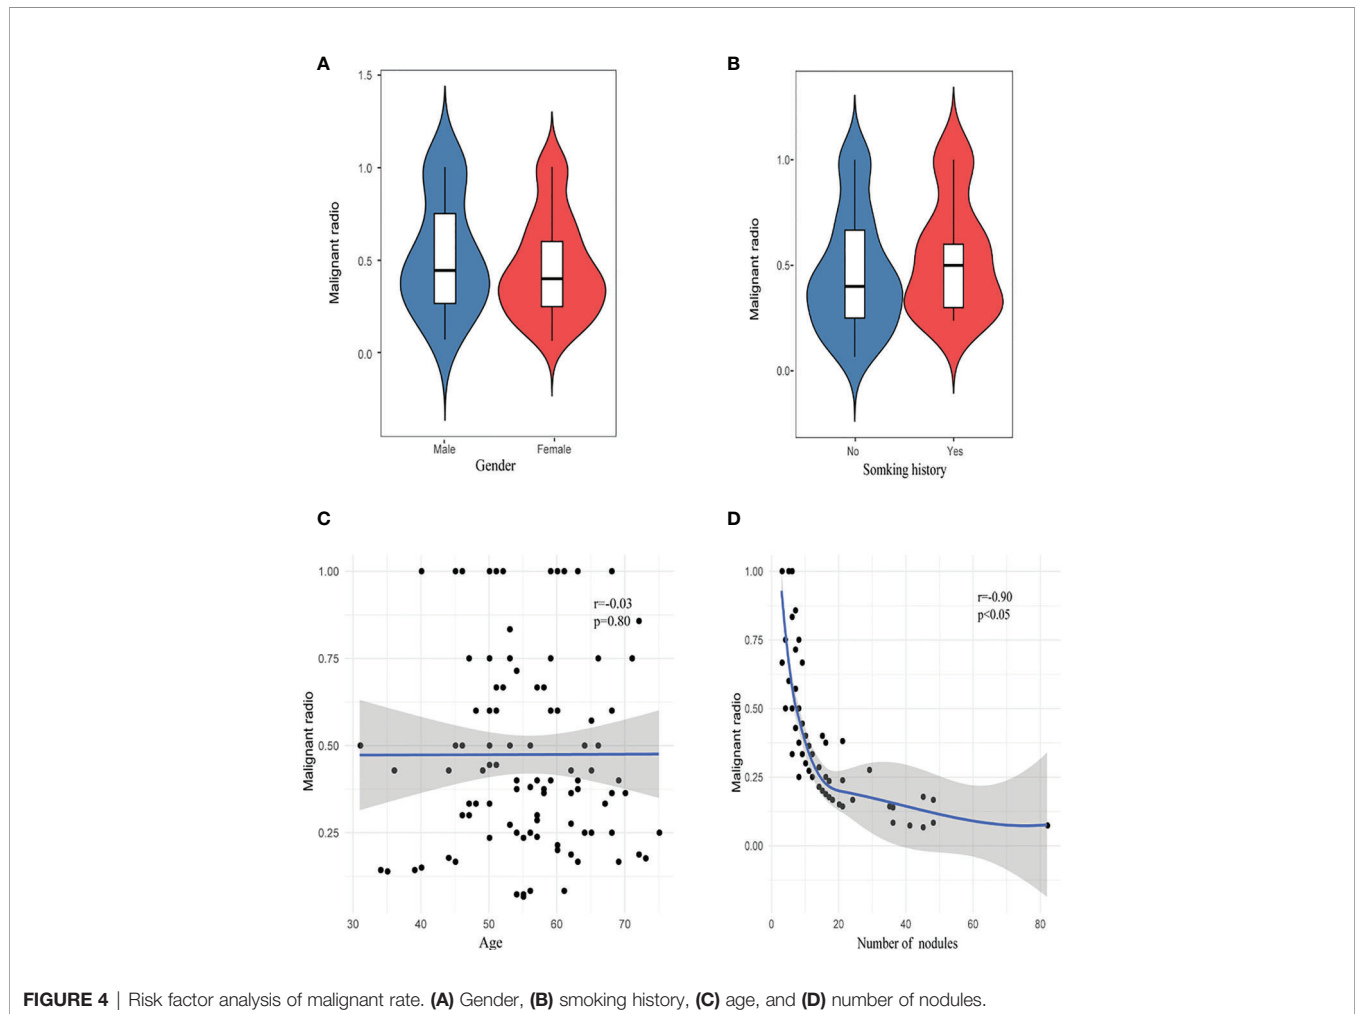 A
1.5
1.0
0.5
0.0
Malignant radio
Male
Female
Gender
B
1.0
0.5
0.0
Malignant radio
No
Yes
Somking history
C
1.00
0.75
0.50
0.25
Malignant radio
r=-0.03
p=0.80
30
40
50
60
70
Age
D
1.00
0.75
0.50
0.25
0.00
Malignant radio
r=-0.90
p<0.05
0
20
40
60
80
Number of nodules
FIGURE 4 | Risk factor analysis of malignant rate. (A) Gender, (B) smoking history, (C) age, and (D) number of nodules.